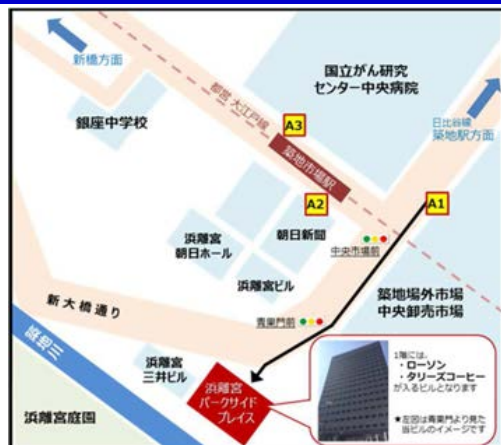 新橋方面
国立がん研究
センター中央病院
都営 大江戸線
日比谷線
築地駅方面
銀座中学校
A3
築地市場駅
A2
A1
朝日新聞
浜離宮
朝日ホール
中央市場前
浜離宮ビル
新大橋通り
青果門前
築地場外市場
中央卸売市場
築地川
浜離宮
三井ビル
浜離宮
パークサイド
プレイス
浜離宮庭園
1階には、
・ローソン
・タリーズコーヒー
が入るビルとなります
★左図は青果門より見た
当ビルのイメージです